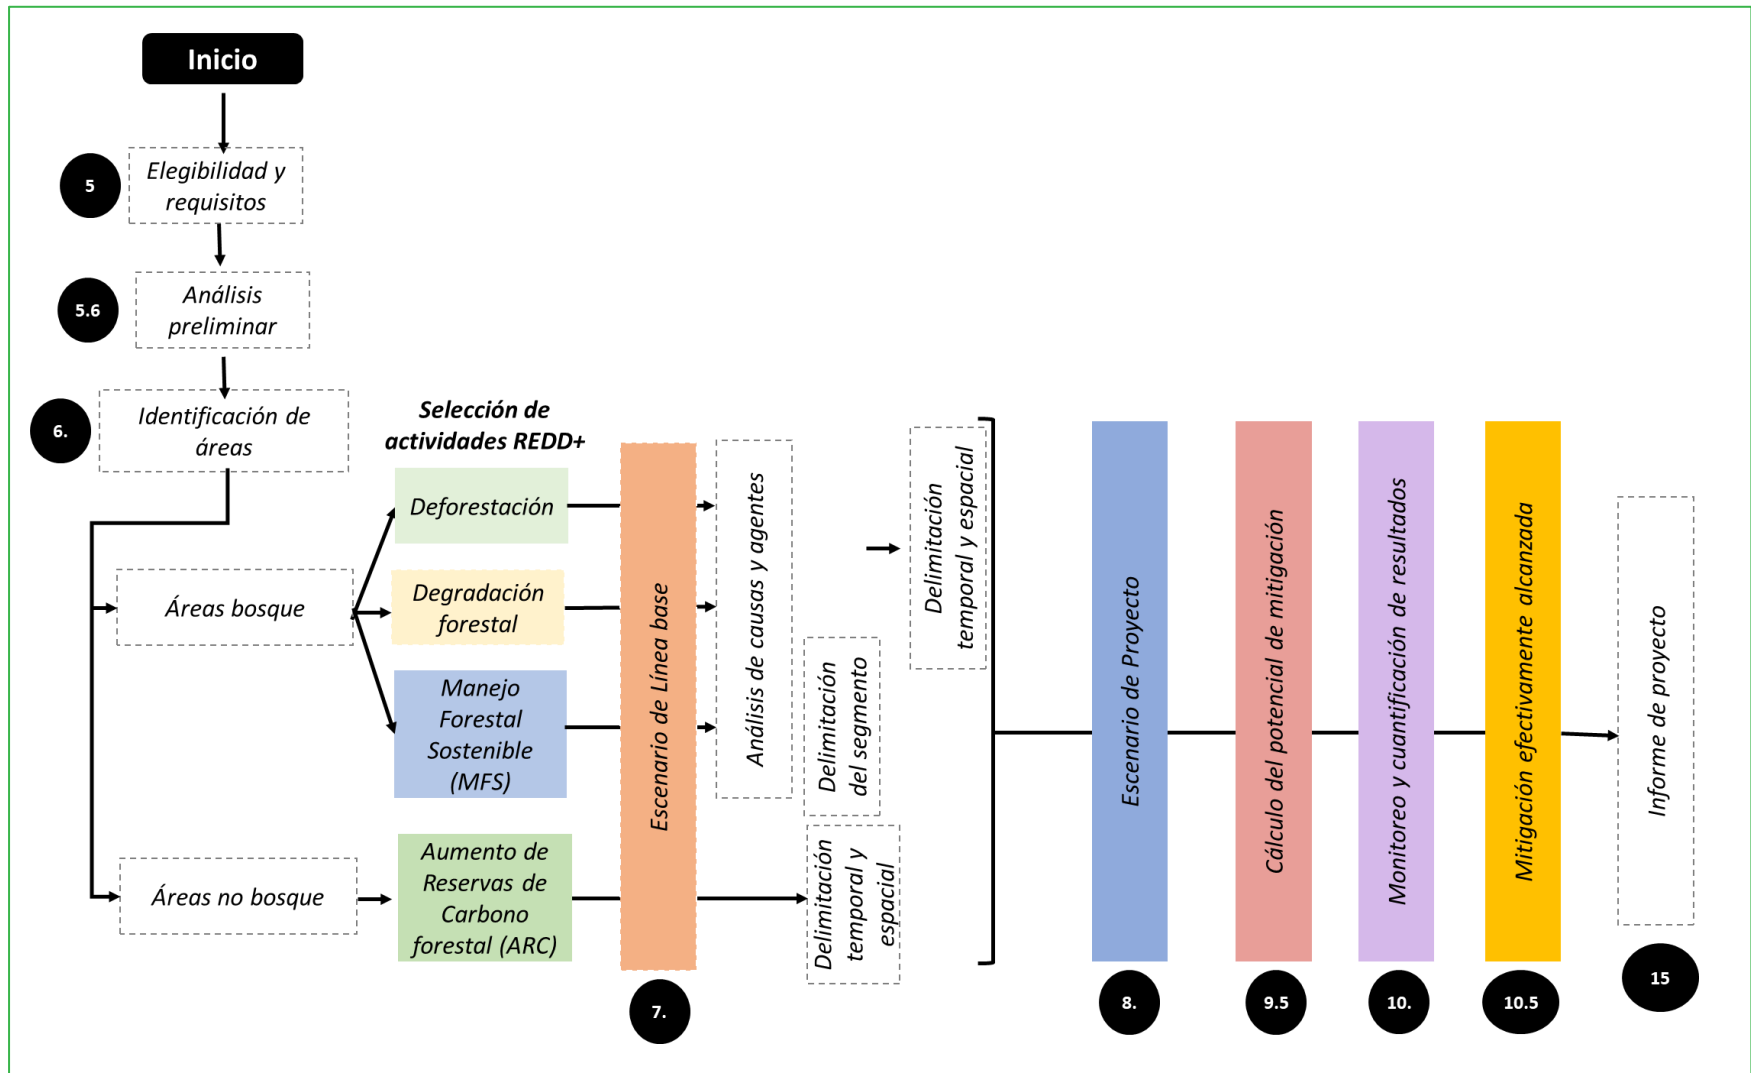 Inicio
5
Elegibilidad y
requisitos
5.6
Análisis
preliminar
6.
Identificación de
áreas
Selección de
actividades REDD+
Áreas bosque
Deforestación
Degradación
forestal
Manejo
Forestal
Sostenible
(MFS)
Áreas no bosque
Aumento de
Reservas de
Carbono
forestal (ARC)
Escenario de Línea base
7.
Análisis de causas y agentes
Delimitación
del segmento
Delimitación
temporal y
espacial
Delimitación
temporal y espacial
Escenario de Proyecto
8.
Cálculo del potencial de mitigación
9.5
Monitoreo y cuantificación de resultados
10.
Mitigación efectivamente alcanzada
10.5
Informe de proyecto
15